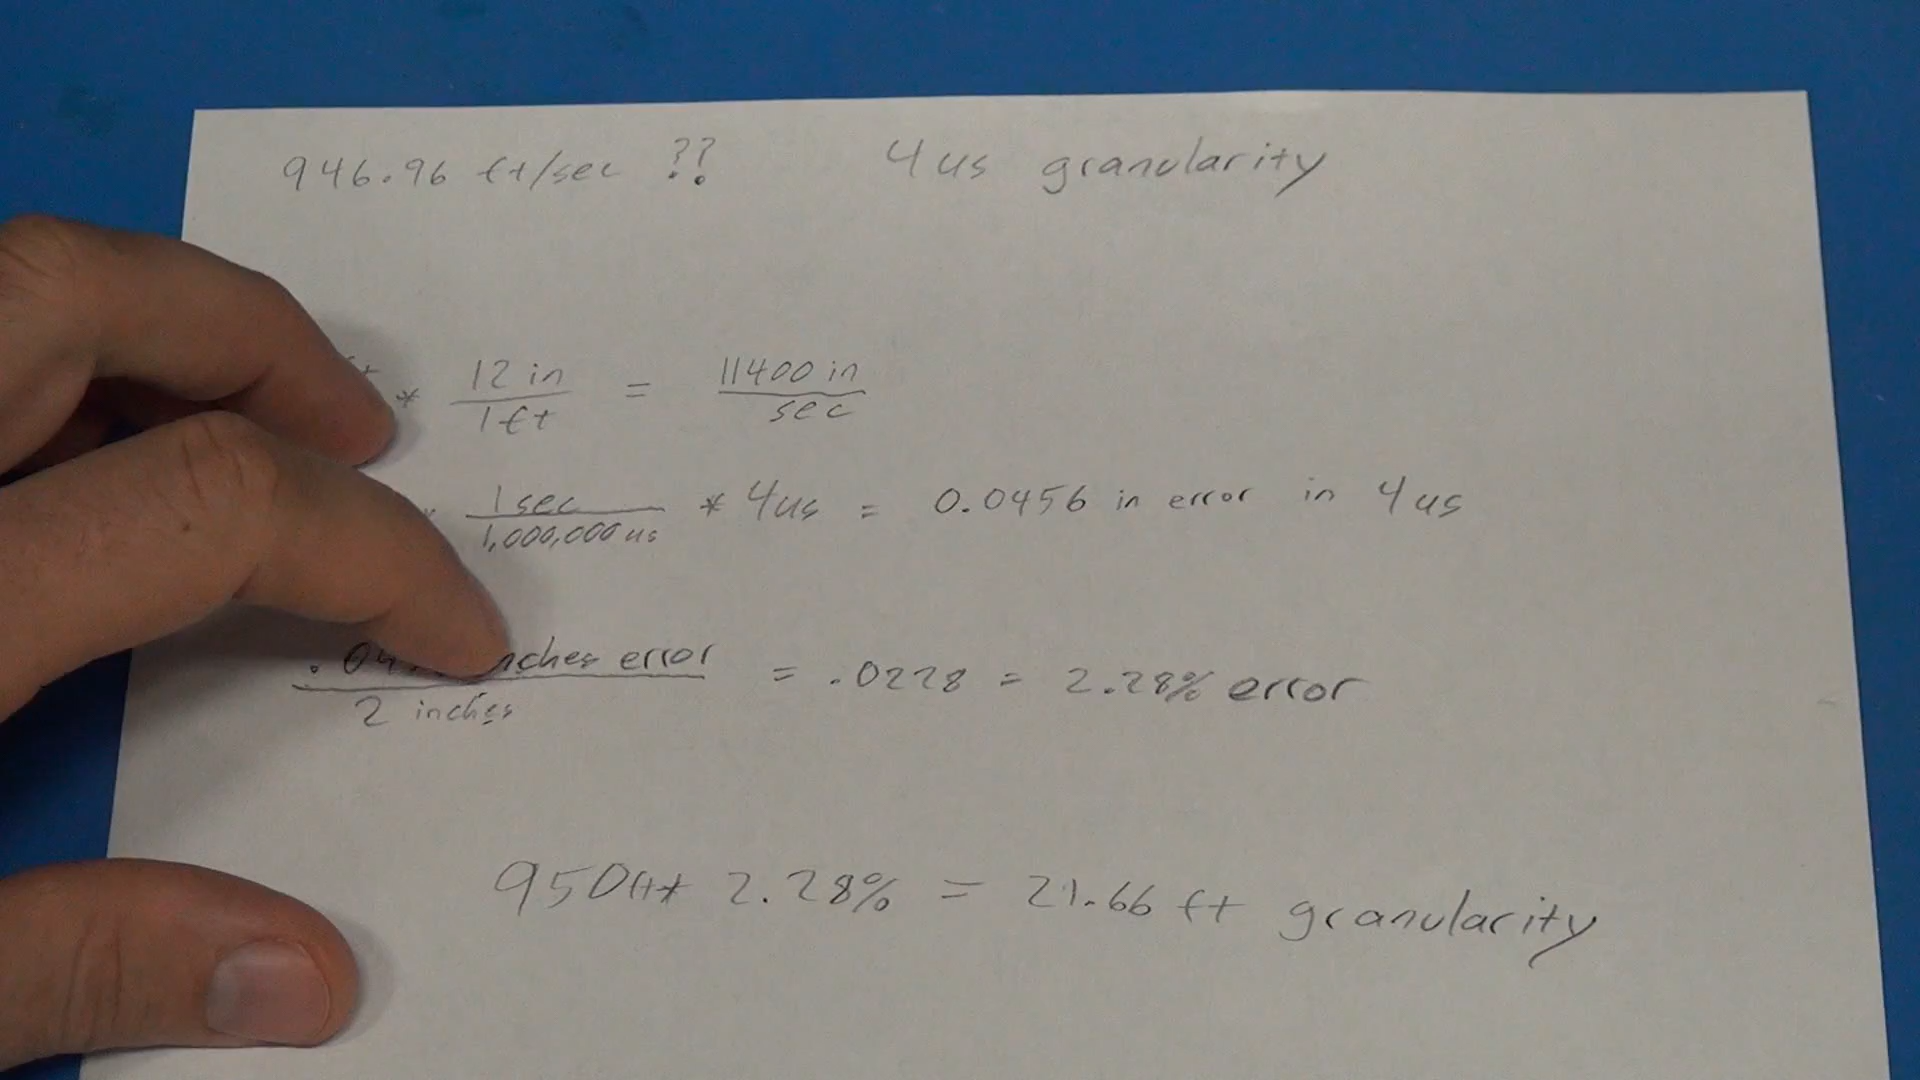 946.96 ft/sec ?? 4us granularity
* 12 in / 1 ft = 11400 in / sec
1 sec / 1,000,000 us * 4us = 0.0456 in error in 4us
inches error / 2 inches = .0228 = 2.28% error
950ft * 2.28% = 21.66 ft granularity